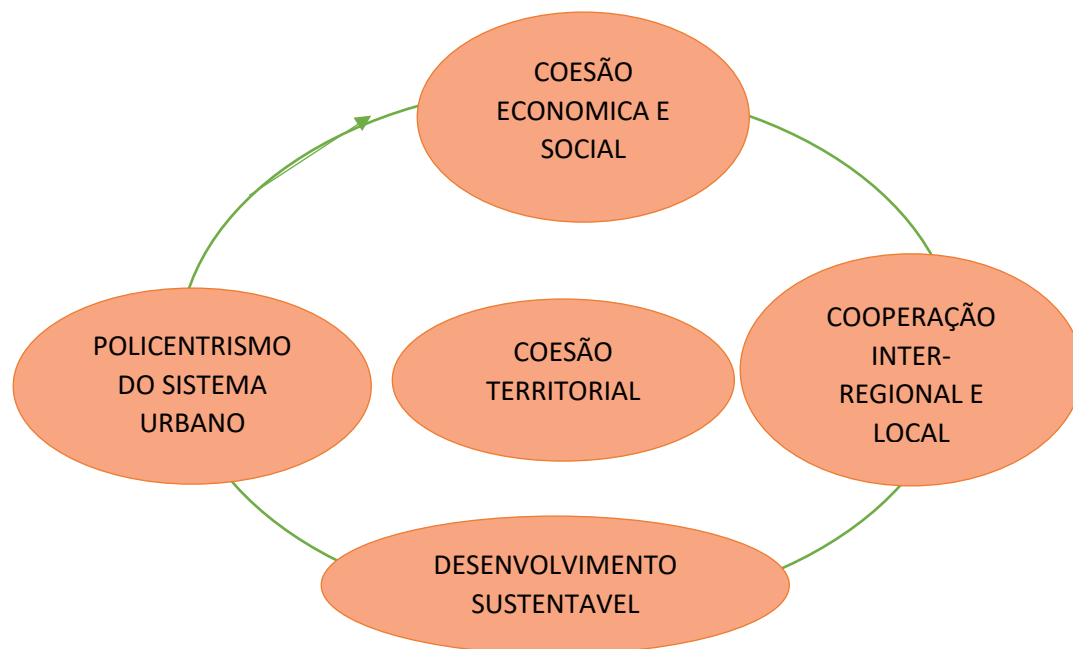 COESÃO
ECONOMICA E
SOCIAL
POLICENTRISMO
DO SISTEMA
URBANO
COESÃO
TERRITORIAL
COOPERAÇÃO
INTER-
REGIONAL E
LOCAL
DESENVOLVIMENTO
SUSTENTAVEL